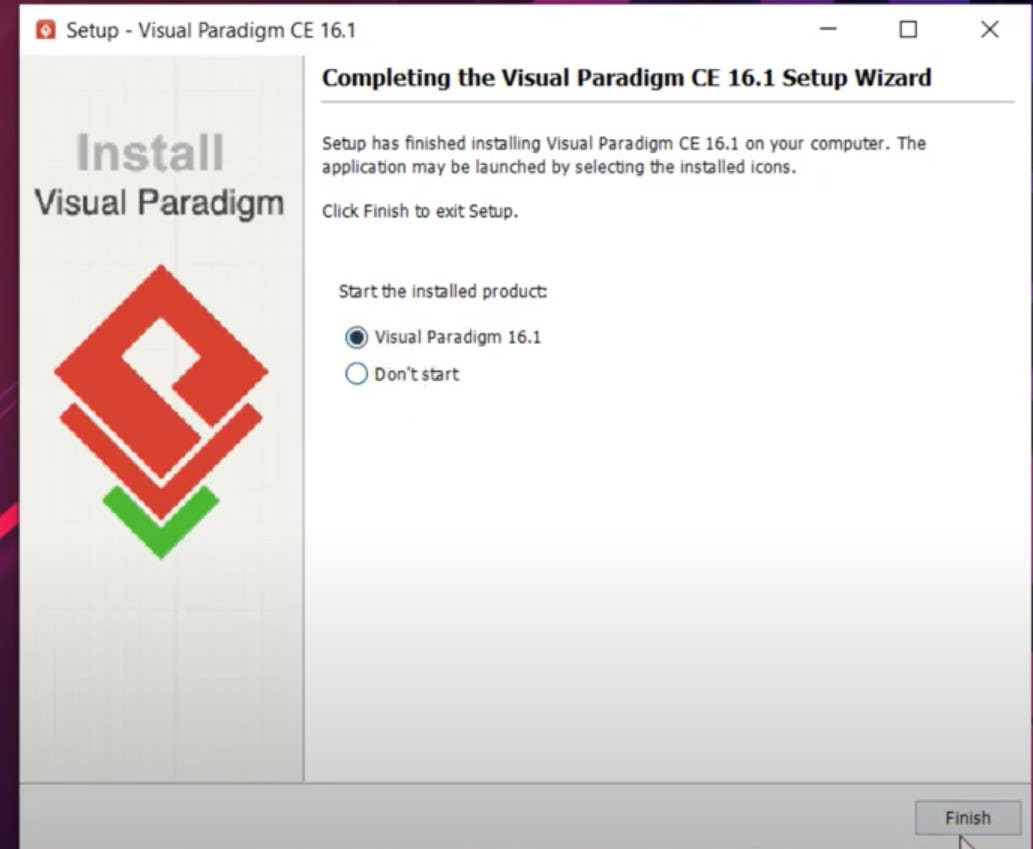 Setup - Visual Paradigm CE 16.1
Install
Visual Paradigm
Completing the Visual Paradigm CE 16.1 Setup Wizard
Setup has finished installing Visual Paradigm CE 16.1 on your computer. The
application may be launched by selecting the installed icons.
Click Finish to exit Setup.
Start the installed product:
Visual Paradigm 16.1
Don't start
Finish